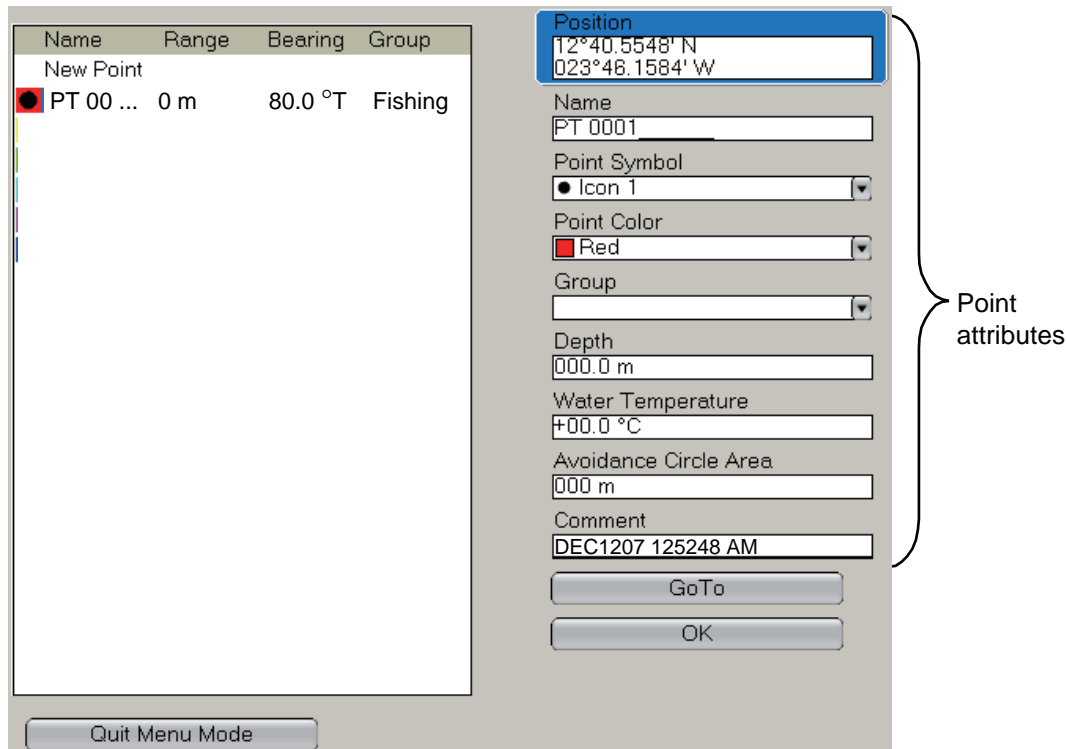 Name Range Bearing Group
New Point
PT 00 ... 0 m 80.0 °T Fishing
Quit Menu Mode
Position
12°40.5548' N
023°46.1584' W
Name
PT 0001_______
Point Symbol
Icon 1
Point Color
Red
Group
Depth
000.0 m
Water Temperature
+00.0 °C
Avoidance Circle Area
000 m
Comment
DEC1207 125248 AM
GoTo
OK
Point
attributes